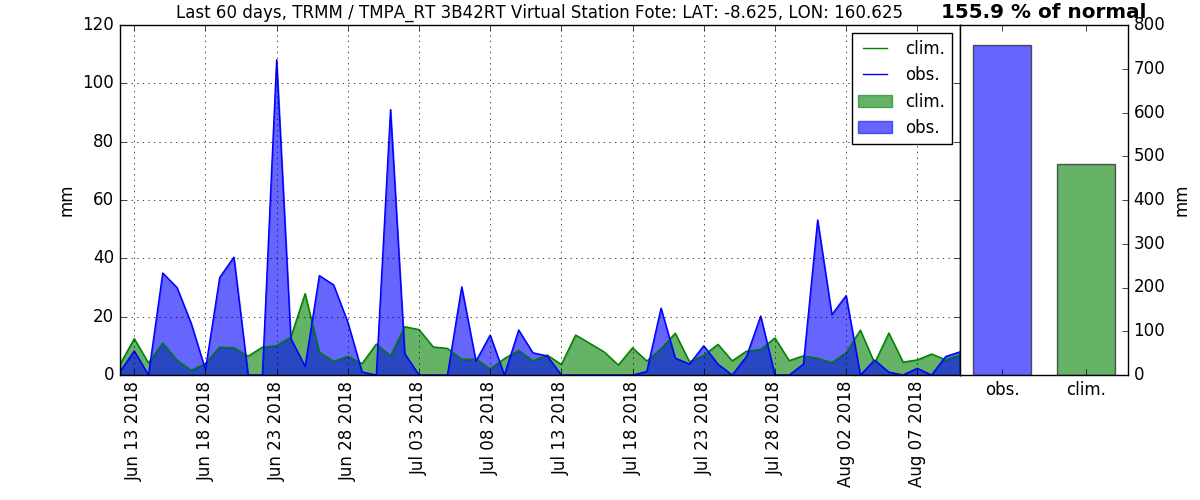 Last 60 days, TRMM / TMPA_RT 3B42RT Virtual Station Fote: LAT: -8.625, LON: 160.625
155.9 % of normal
120
100
80
60
40
20
0
mm
clim.
obs.
clim.
obs.
800
700
600
500
400
300
200
100
0
mm
Jun 13 2018
Jun 18 2018
Jun 23 2018
Jun 28 2018
Jul 03 2018
Jul 08 2018
Jul 13 2018
Jul 18 2018
Jul 23 2018
Jul 28 2018
Aug 02 2018
Aug 07 2018
obs.
clim.